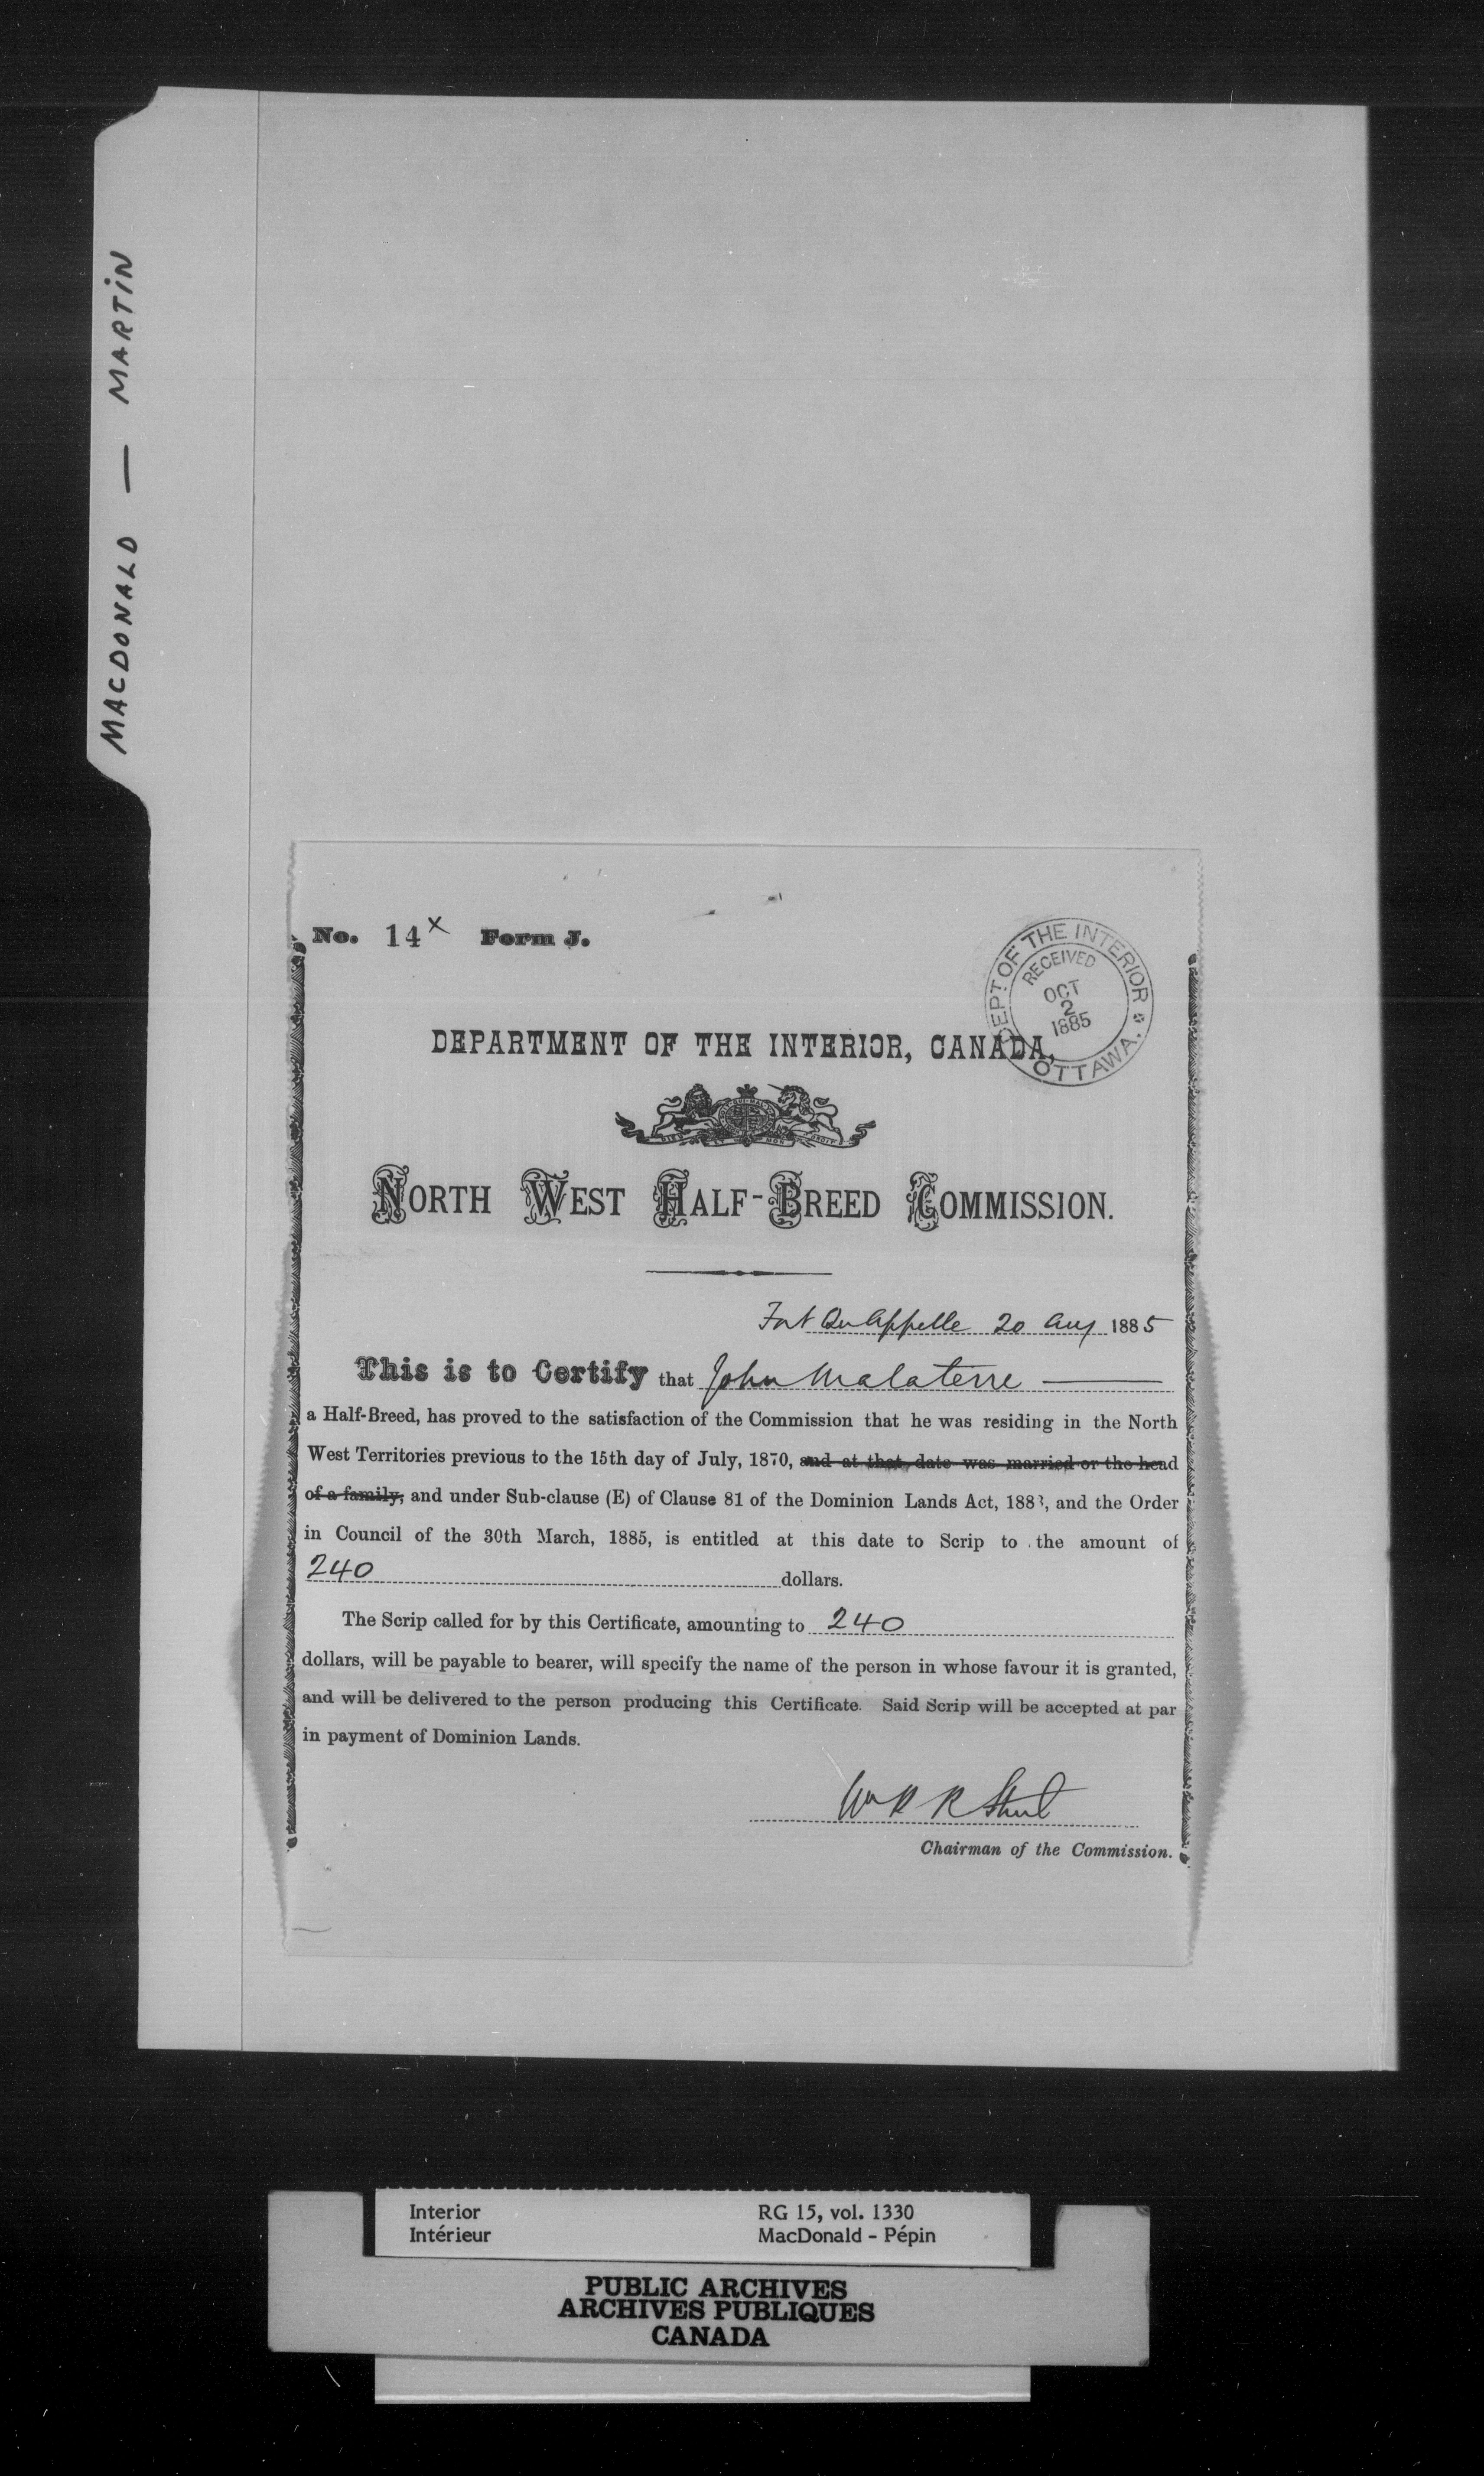 MACDONALD — MARTIN
No. 14 x Form J.
DEPT OF THE INTERIOR
RECEIVED
OCT
2
1885
OTTAWA.
DEPARTMENT OF THE INTERIOR, CANADA,
NORTH WEST HALF-BREED COMMISSION.
Fort Qu'Appelle 20 Aug 1885
This is to Certify that John Malaterre
a Half-Breed, has proved to the satisfaction of the Commission that he was residing in the North
West Territories previous to the 15th day of July, 1870, and at that date was married or the head
of a family, and under Sub-clause (E) of Clause 81 of the Dominion Lands Act, 1883, and the Order
in Council of the 30th March, 1885, is entitled at this date to Scrip to the amount of
240 dollars.
The Scrip called for by this Certificate, amounting to 240
dollars, will be payable to bearer, will specify the name of the person in whose favour it is granted,
and will be delivered to the person producing this Certificate. Said Scrip will be accepted at par
in payment of Dominion Lands.
Wm R R
Chairman of the Commission.
Interior RG 15, vol. 1330
Intérieur MacDonald - Pépin
PUBLIC ARCHIVES
ARCHIVES PUBLIQUES
CANADA